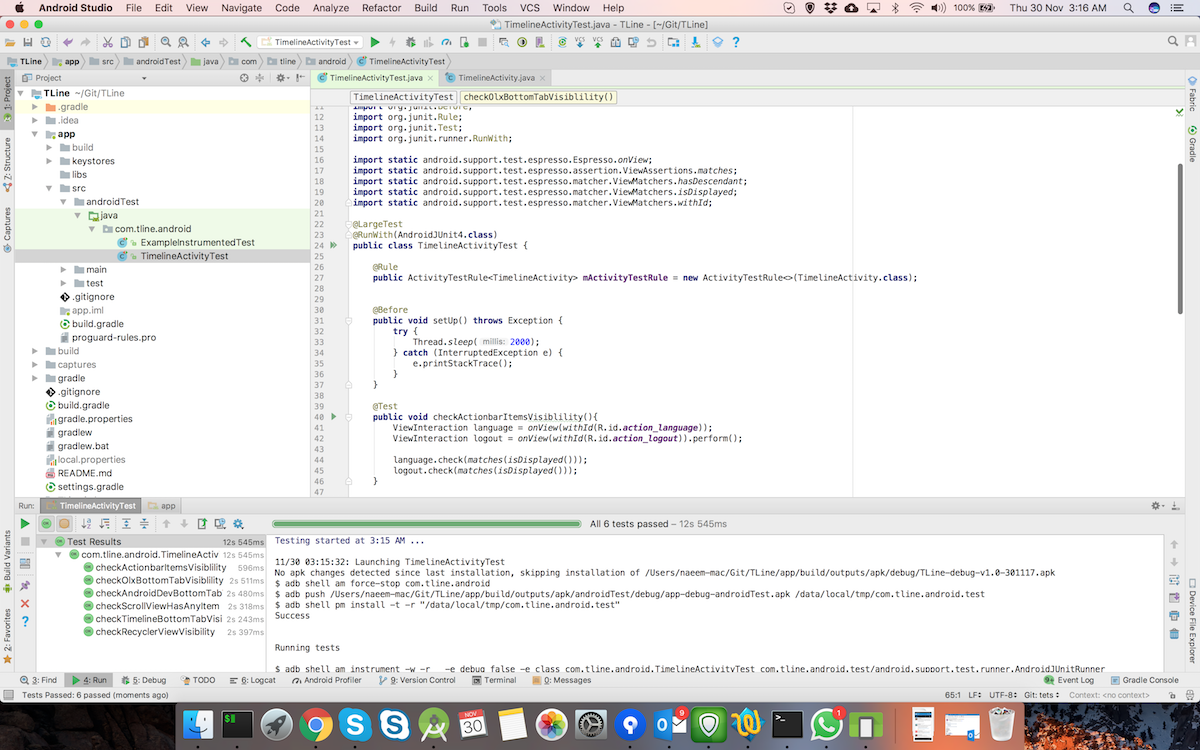 Android Studio File Edit View Navigate Code Analyze Refactor Build Run Tools VCS Window Help 100% Thu 30 Nov 3:16 AM
TimelineActivityTest.java - TLine - [~/Git/TLine]
TimelineActivityTest VCS VCS ?
TLine app src androidTest java com tline android TimelineActivityTest
Project TimelineActivityTest.java TimelineActivity.java
TimelineActivityTest checkOlxBottomTabVisiblility()
1: Project
Z: Structure
Captures
Build Variants
2: Favorites
Fabric
Gradle
Device File Explorer
TLine ~/Git/TLine
.gradle
.idea
app
build
keystores
libs
src
androidTest
java
com.tline.android
ExampleInstrumentedTest
TimelineActivityTest
main
test
.gitignore
app.iml
build.gradle
proguard-rules.pro
build
captures
gradle
.gitignore
build.gradle
gradle.properties
gradlew
gradlew.bat
local.properties
README.md
settings.gradle
11 import org.junit.Before;
12 import org.junit.Rule;
13 import org.junit.Test;
14 import org.junit.runner.RunWith;
15
16 import static android.support.test.espresso.Espresso.onView;
17 import static android.support.test.espresso.assertion.ViewAssertions.matches;
18 import static android.support.test.espresso.matcher.ViewMatchers.hasDescendant;
19 import static android.support.test.espresso.matcher.ViewMatchers.isDisplayed;
20 import static android.support.test.espresso.matcher.ViewMatchers.withId;
21
22 @LargeTest
23 @RunWith(AndroidJUnit4.class)
24 public class TimelineActivityTest {
25
26 @Rule
27 public ActivityTestRule<TimelineActivity> mActivityTestRule = new ActivityTestRule<>(TimelineActivity.class);
28
29
30 @Before
31 public void setUp() throws Exception {
32 try {
33 Thread.sleep( millis: 2000);
34 } catch (InterruptedException e) {
35 e.printStackTrace();
36 }
37 }
38
39 @Test
40 public void checkActionbarItemsVisiblility(){
41 ViewInteraction language = onView(withId(R.id.action_language));
42 ViewInteraction logout = onView(withId(R.id.action_logout)).perform();
43
44 language.check(matches(isDisplayed()));
45 logout.check(matches(isDisplayed()));
46 }
47
Run: TimelineActivityTest app
All 6 tests passed – 12s 545ms
Test Results 12s 545ms
com.tline.android.TimelineActiv 12s 545ms
checkActionbarItemsVisiblility 596ms
checkOlxBottomTabVisiblility 2s 511ms
checkAndroidDevBottomTab 2s 480ms
checkScrollViewHasAnyItem 2s 318ms
checkTimelineBottomTabVisi 2s 243ms
checkRecyclerViewVisibility 2s 397ms
Testing started at 3:15 AM ...
11/30 03:15:32: Launching TimelineActivityTest
No apk changes detected since last installation, skipping installation of /Users/naeem-mac/Git/TLine/app/build/outputs/apk/debug/TLine-debug-v1.0-301117.apk
$ adb shell am force-stop com.tline.android
$ adb push /Users/naeem-mac/Git/TLine/app/build/outputs/apk/androidTest/debug/app-debug-androidTest.apk /data/local/tmp/com.tline.android.test
$ adb shell pm install -t -r "/data/local/tmp/com.tline.android.test"
Success
Running tests
$ adb shell am instrument -w -r -e debug false -e class com.tline.android.TimelineActivityTest com.tline.android.test/android.support.test.runner.AndroidJUnitRunner
3: Find 4: Run 5: Debug TODO 6: Logcat Android Profiler 9: Version Control Terminal 0: Messages Event Log Gradle Console
Tests Passed: 6 passed (moments ago) 65:1 LF÷ UTF-8÷ Git: tets÷ Context: <no context>
NOV
30
9
1